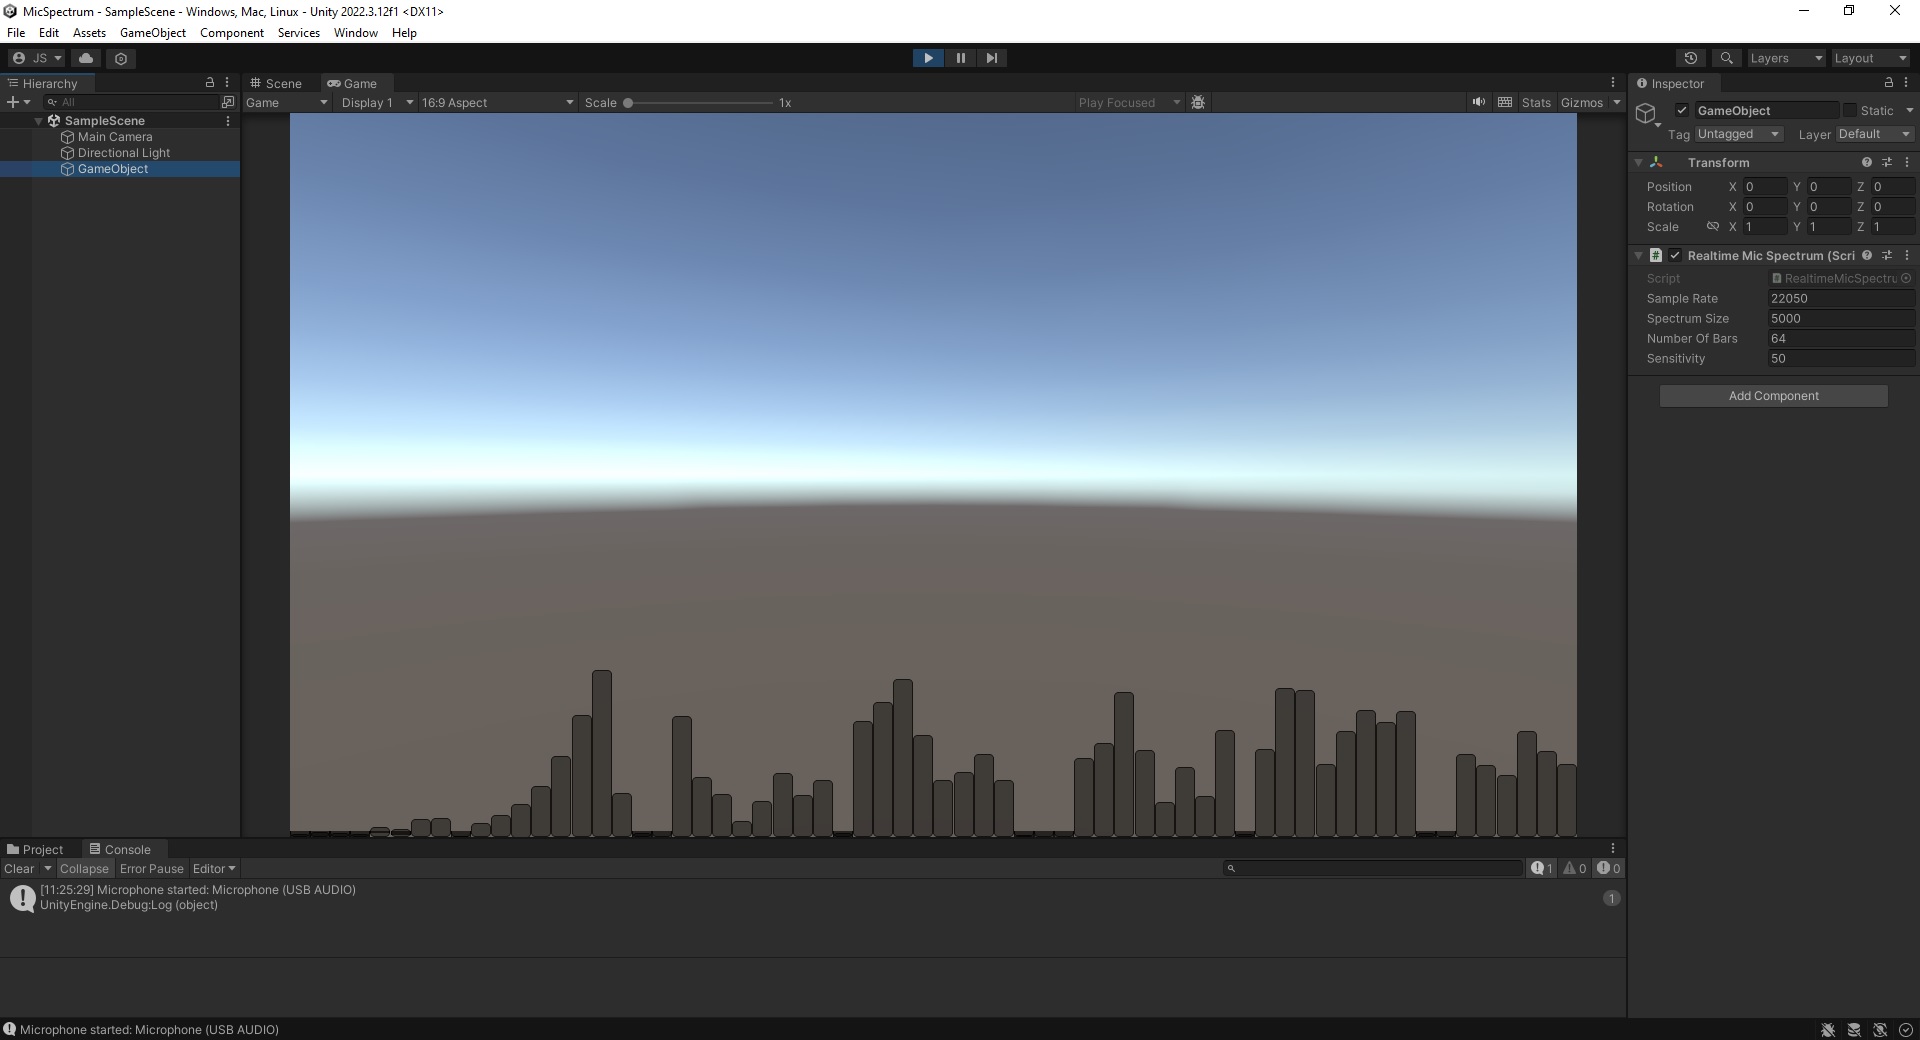 MicSpectrum - SampleScene - Windows, Mac, Linux - Unity 2022.3.12f1 <DX11>
File Edit Assets GameObject Component Services Window Help
JS Layers Layout
Hierarchy
All
SampleScene
Main Camera
Directional Light
GameObject
Scene Game
Game Display 1 16:9 Aspect Scale 1x Play Focused Stats Gizmos
Inspector
GameObject Static
Tag Untagged Layer Default
Transform
Position X 0 Y 0 Z 0
Rotation X 0 Y 0 Z 0
Scale X 1 Y 1 Z 1
Realtime Mic Spectrum (Scri
Script RealtimeMicSpectru
Sample Rate 22050
Spectrum Size 5000
Number Of Bars 64
Sensitivity 50
Add Component
Project Console
Clear Collapse Error Pause Editor 1 0 0
[11:25:29] Microphone started: Microphone (USB AUDIO)
UnityEngine.Debug:Log (object)
1
Microphone started: Microphone (USB AUDIO)